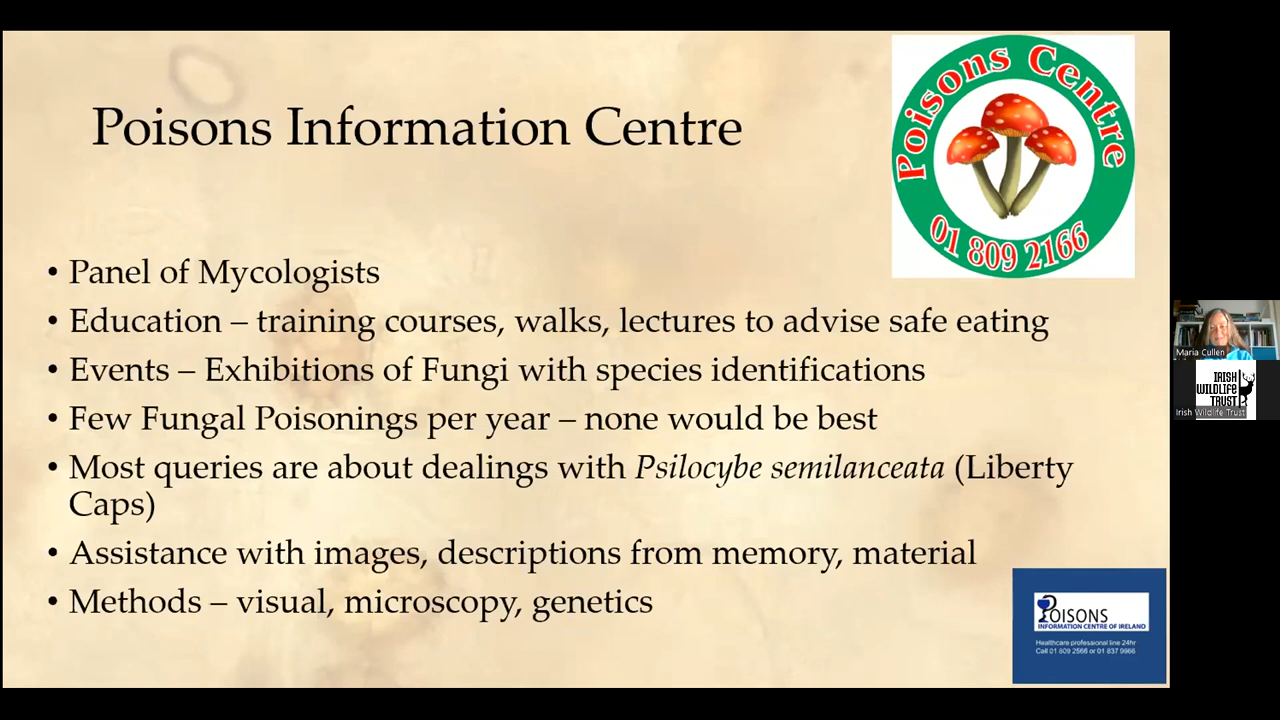 Poisons Centre
01 809 2166
Poisons Information Centre
• Panel of Mycologists
• Education – training courses, walks, lectures to advise safe eating
• Events – Exhibitions of Fungi with species identifications
• Few Fungal Poisonings per year – none would be best
• Most queries are about dealings with Psilocybe semilanceata (Liberty
Caps)
• Assistance with images, descriptions from memory, material
• Methods – visual, microscopy, genetics
POISONS
INFORMATION CENTRE OF IRELAND
Healthcare professional line 24hr
Call 01 809 2566 or 01 837 9966
Maria Cullen
IRISH
WILDLIFE
TRUST
Irish Wildlife Trust